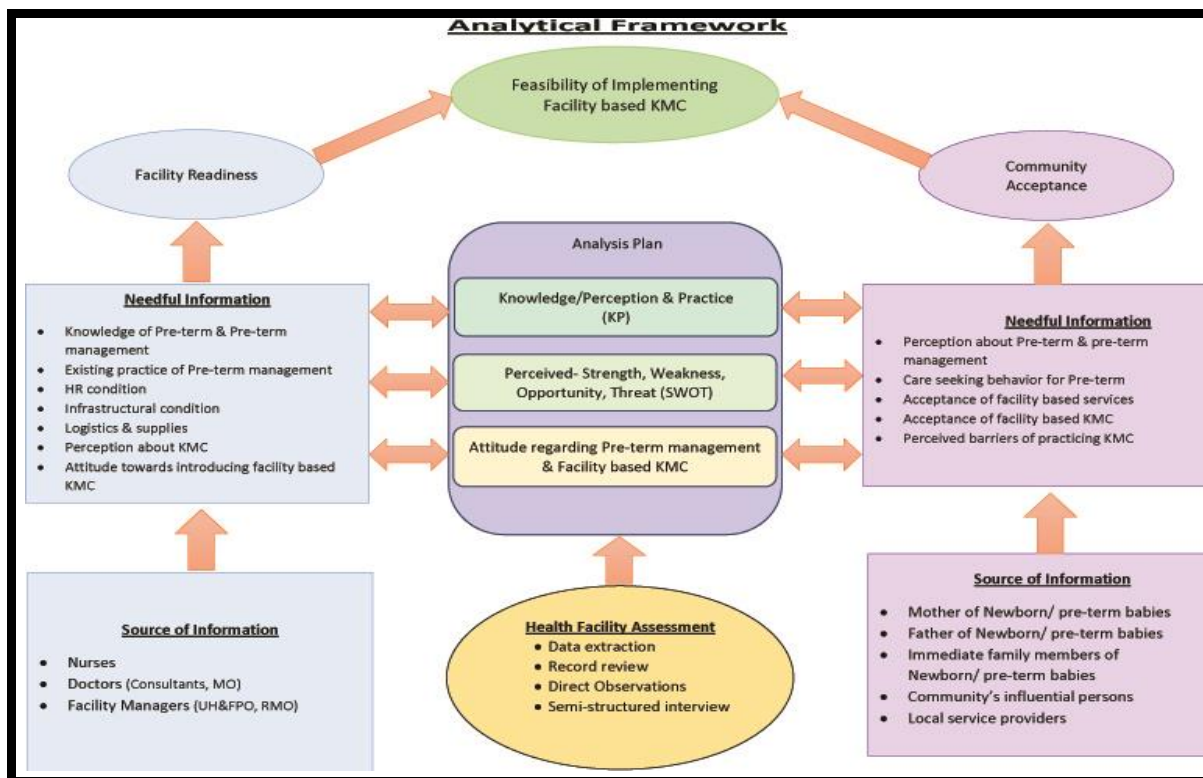 Analytical Framework
Feasibility of Implementing
Facility based KMC
Facility Readiness
Community
Acceptance
Analysis Plan
Knowledge/Perception & Practice
(KP)
Perceived- Strength, Weakness,
Opportunity, Threat (SWOT)
Attitude regarding Pre-term management
& Facility based KMC
Needful Information
• Knowledge of Pre-term & Pre-term
management
• Existing practice of Pre-term management
• HR condition
• Infrastructural condition
• Logistics & supplies
• Perception about KMC
• Attitude towards introducing facility based
KMC
Needful Information
• Perception about Pre-term & pre-term
management
• Care seeking behavior for Pre-term
• Acceptance of facility based services
• Acceptance of facility based KMC
• Perceived barriers of practicing KMC
Source of Information
• Nurses
• Doctors (Consultants, MO)
• Facility Managers (UH&FPO, RMO)
Health Facility Assessment
• Data extraction
• Record review
• Direct Observations
• Semi-structured interview
Source of Information
• Mother of Newborn/ pre-term babies
• Father of Newborn/ pre-term babies
• Immediate family members of
Newborn/ pre-term babies
• Community's influential persons
• Local service providers